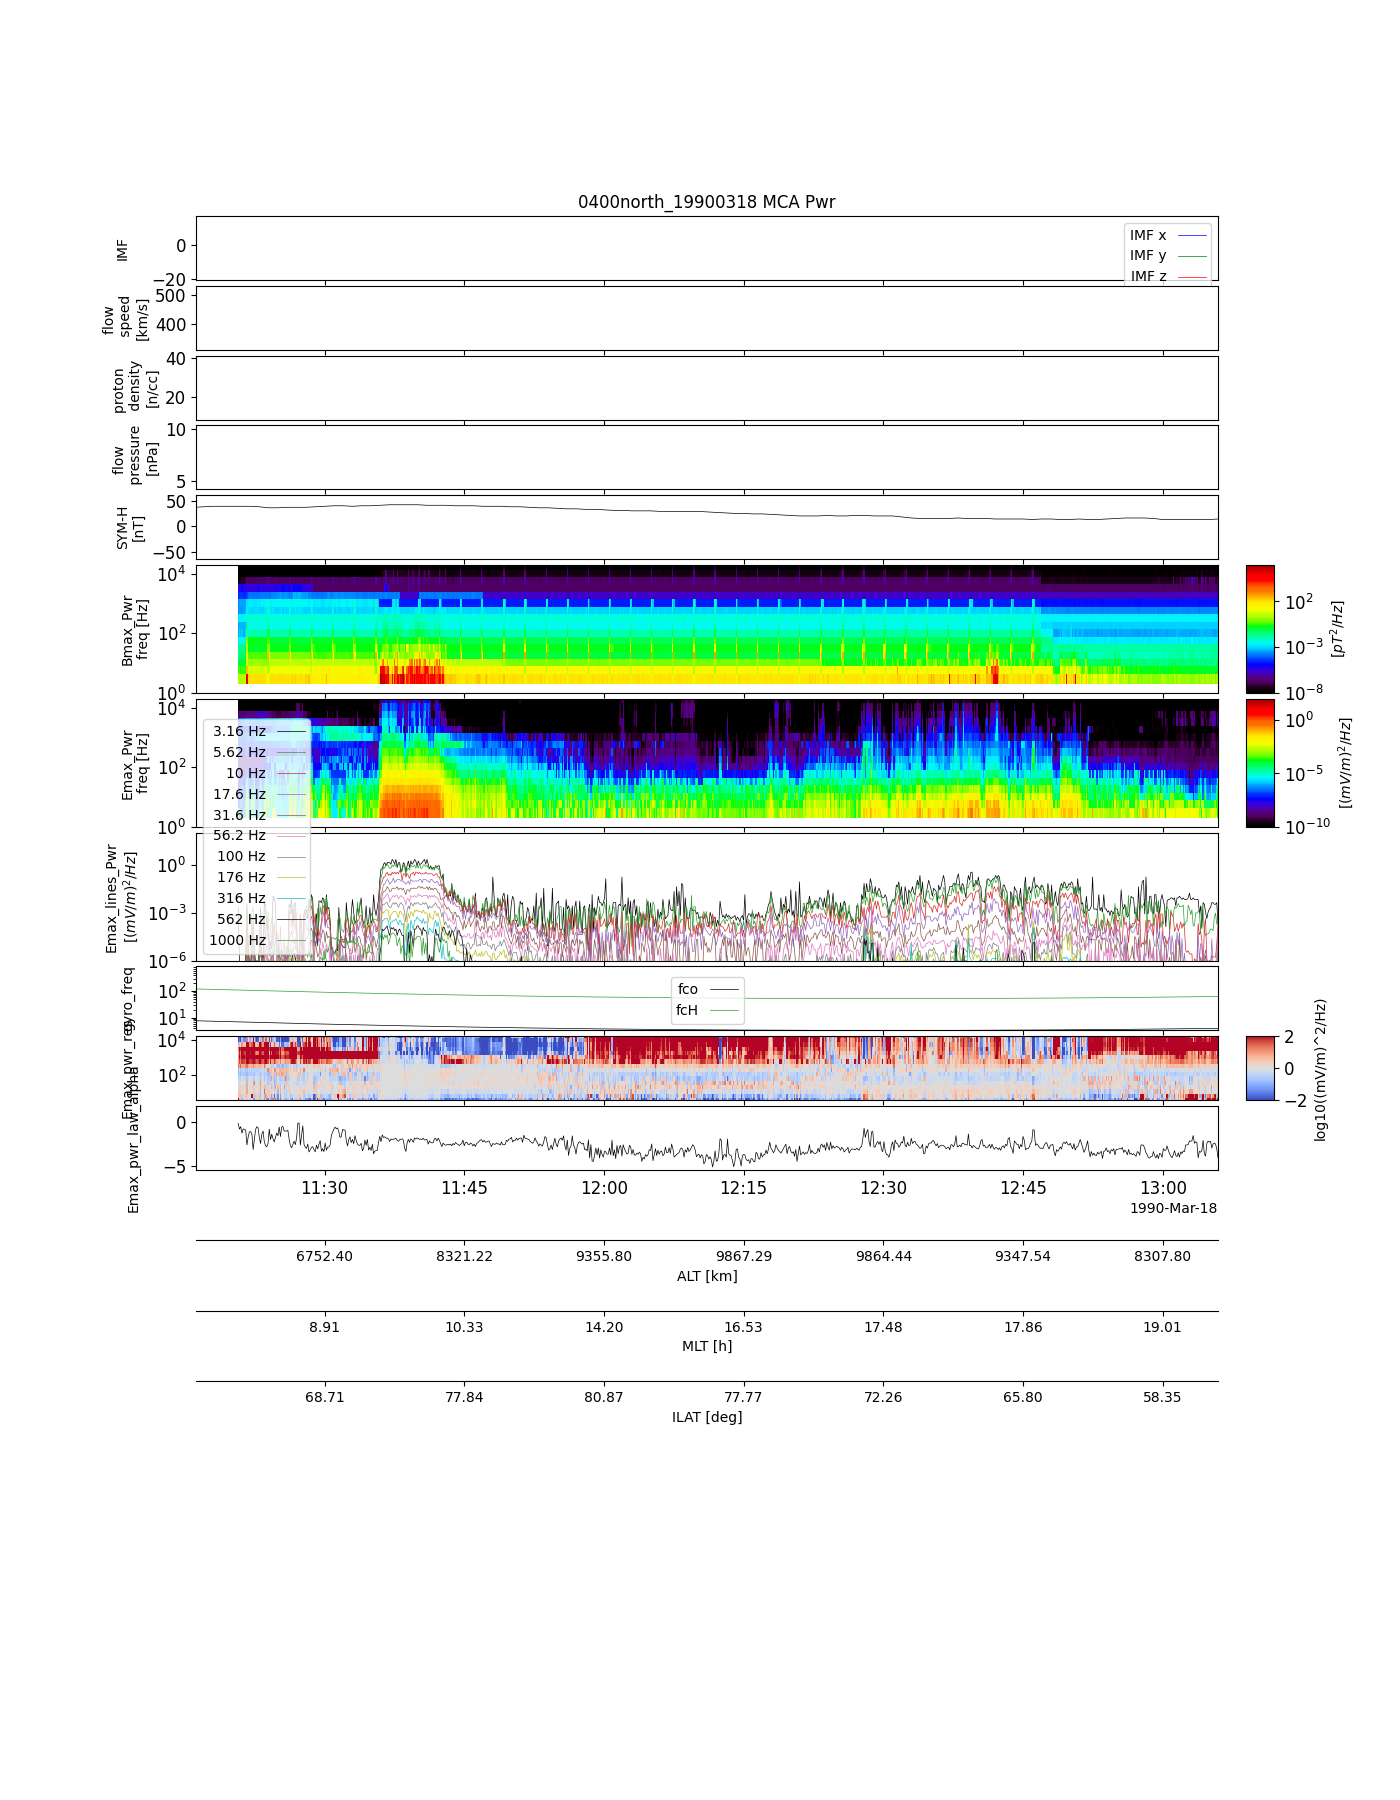 0400north_19900318 MCA Pwr
IMF
0
−20
IMF x
IMF y
IMF z
flow
speed
[km/s]
500
400
proton
density
[n/cc]
40
20
flow
pressure
[nPa]
10
5
SYM-H
[nT]
50
0
−50
Bmax_Pwr
freq [Hz]
10^4
10^2
10^0
10^2
10^−3
10^−8
[pT^2/Hz]
Emax_Pwr
freq [Hz]
10^4
10^2
10^0
10^0
10^−5
10^−10
[(mV/m)^2/Hz]
3.16 Hz
5.62 Hz
10 Hz
17.6 Hz
31.6 Hz
56.2 Hz
100 Hz
176 Hz
316 Hz
562 Hz
1000 Hz
Emax_lines_Pwr
[(mV/m)^2/Hz]
10^0
10^−3
10^−6
gyro_freq
10^2
10^1
fco
fcH
Emax_pwr_reg
10^4
10^2
2
0
−2
log10((mV/m)^2/Hz)
Emax_pwr_law_alpha
0
−5
11:30 11:45 12:00 12:15 12:30 12:45 13:00
1990-Mar-18
6752.40 8321.22 9355.80 9867.29 9864.44 9347.54 8307.80
ALT [km]
8.91 10.33 14.20 16.53 17.48 17.86 19.01
MLT [h]
68.71 77.84 80.87 77.77 72.26 65.80 58.35
ILAT [deg]